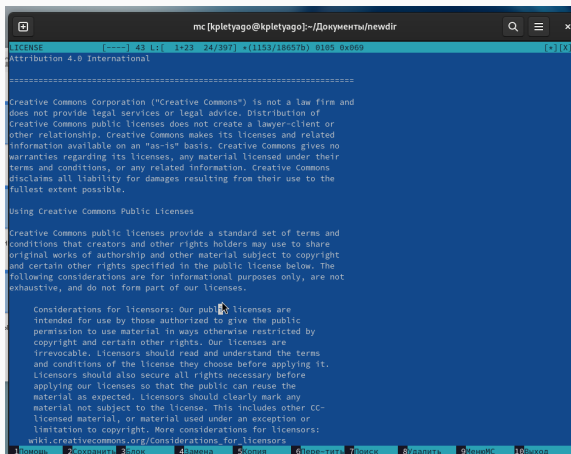 mc [kpletyago@kpletyago]:~/Документы/newdir
LICENSE [----] 43 L:[ 1+23 24/397] *(1153/18657b) 0105 0x069 [*][X]
Attribution 4.0 International
=======================================================================
Creative Commons Corporation ("Creative Commons") is not a law firm and
does not provide legal services or legal advice. Distribution of
Creative Commons public licenses does not create a lawyer-client or
other relationship. Creative Commons makes its licenses and related
information available on an "as-is" basis. Creative Commons gives no
warranties regarding its licenses, any material licensed under their
terms and conditions, or any related information. Creative Commons
disclaims all liability for damages resulting from their use to the
fullest extent possible.
Using Creative Commons Public Licenses
Creative Commons public licenses provide a standard set of terms and
conditions that creators and other rights holders may use to share
original works of authorship and other material subject to copyright
and certain other rights specified in the public license below. The
following considerations are for informational purposes only, are not
exhaustive, and do not form part of our licenses.
Considerations for licensors: Our public licenses are
intended for use by those authorized to give the public
permission to use material in ways otherwise restricted by
copyright and certain other rights. Our licenses are
irrevocable. Licensors should read and understand the terms
and conditions of the license they choose before applying it.
Licensors should also secure all rights necessary before
applying our licenses so that the public can reuse the
material as expected. Licensors should clearly mark any
material not subject to the license. This includes other CC-
licensed material, or material used under an exception or
limitation to copyright. More considerations for licensors:
wiki.creativecommons.org/Considerations_for_licensors
1Помощь 2Сохранить 3Блок 4Замена 5Копия 6Пере~тить 7Поиск 8Удалить 9МенюMC 10Выход